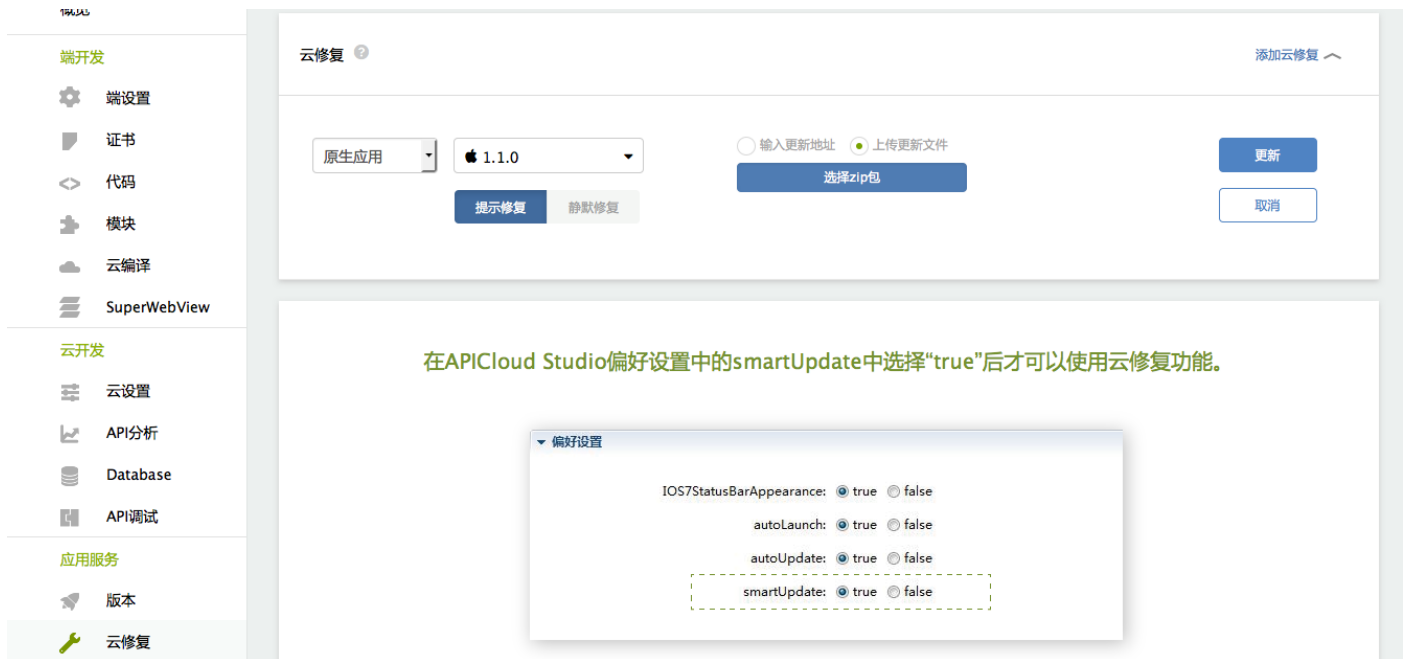 概览
端开发
端设置
证书
代码
模块
云编译
SuperWebView
云开发
云设置
API分析
Database
API调试
应用服务
版本
云修复
云修复 ?
添加云修复
原生应用
1.1.0
输入更新地址 上传更新文件
更新
选择zip包
提示修复 静默修复
取消
在APICloud Studio偏好设置中的smartUpdate中选择“true”后才可以使用云修复功能。
偏好设置
IOS7StatusBarAppearance: true false
autoLaunch: true false
autoUpdate: true false
smartUpdate: true false